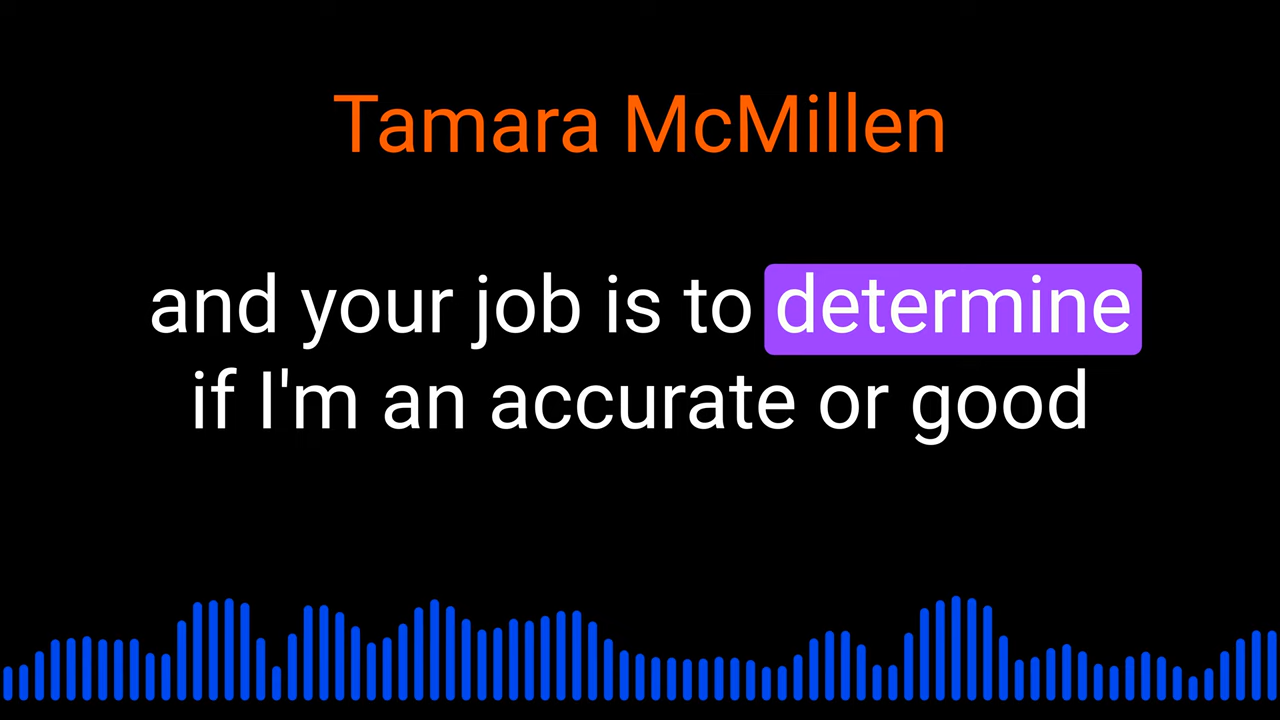 Tamara McMillen
and your job is to determine
if I'm an accurate or good